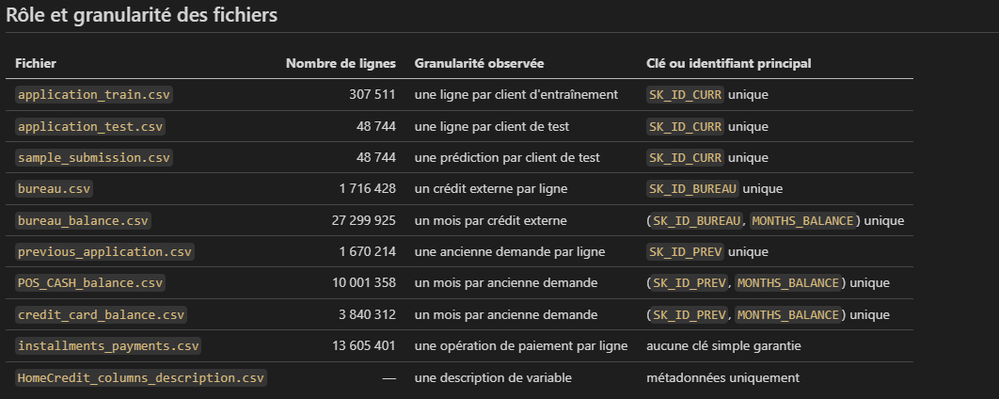 Rôle et granularité des fichiers
Fichier Nombre de lignes Granularité observée Clé ou identifiant principal
application_train.csv 307 511 une ligne par client d'entraînement SK_ID_CURR unique
application_test.csv 48 744 une ligne par client de test SK_ID_CURR unique
sample_submission.csv 48 744 une prédiction par client de test SK_ID_CURR unique
bureau.csv 1 716 428 un crédit externe par ligne SK_ID_BUREAU unique
bureau_balance.csv 27 299 925 un mois par crédit externe (SK_ID_BUREAU, MONTHS_BALANCE) unique
previous_application.csv 1 670 214 une ancienne demande par ligne SK_ID_PREV unique
POS_CASH_balance.csv 10 001 358 un mois par ancienne demande (SK_ID_PREV, MONTHS_BALANCE) unique
credit_card_balance.csv 3 840 312 un mois par ancienne demande (SK_ID_PREV, MONTHS_BALANCE) unique
installments_payments.csv 13 605 401 une opération de paiement par ligne aucune clé simple garantie
HomeCredit_columns_description.csv — une description de variable métadonnées uniquement